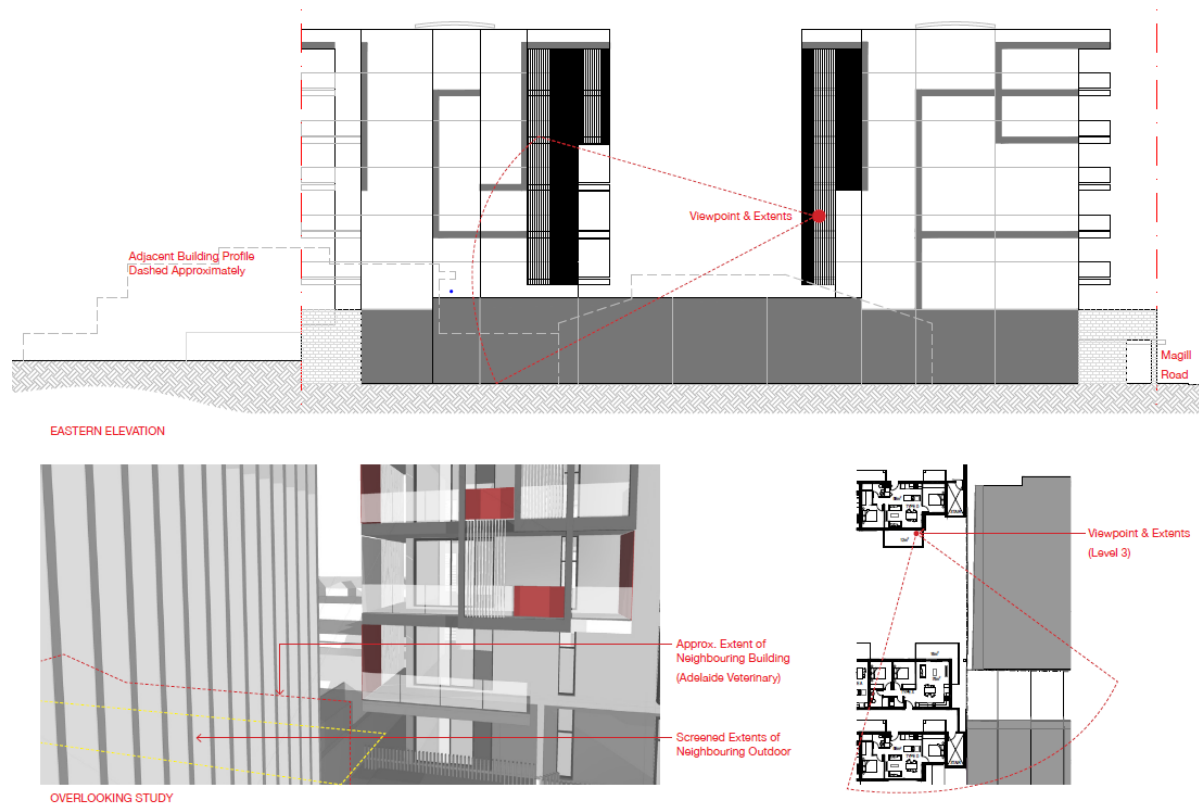 Viewpoint & Extents
Adjacent Building Profile
Dashed Approximately
Magill
Road
EASTERN ELEVATION
Viewpoint & Extents
(Level 3)
Approx. Extent of
Neighbouring Building
(Adelaide Veterinary)
Screened Extents of
Neighbouring Outdoor
OVERLOOKING STUDY